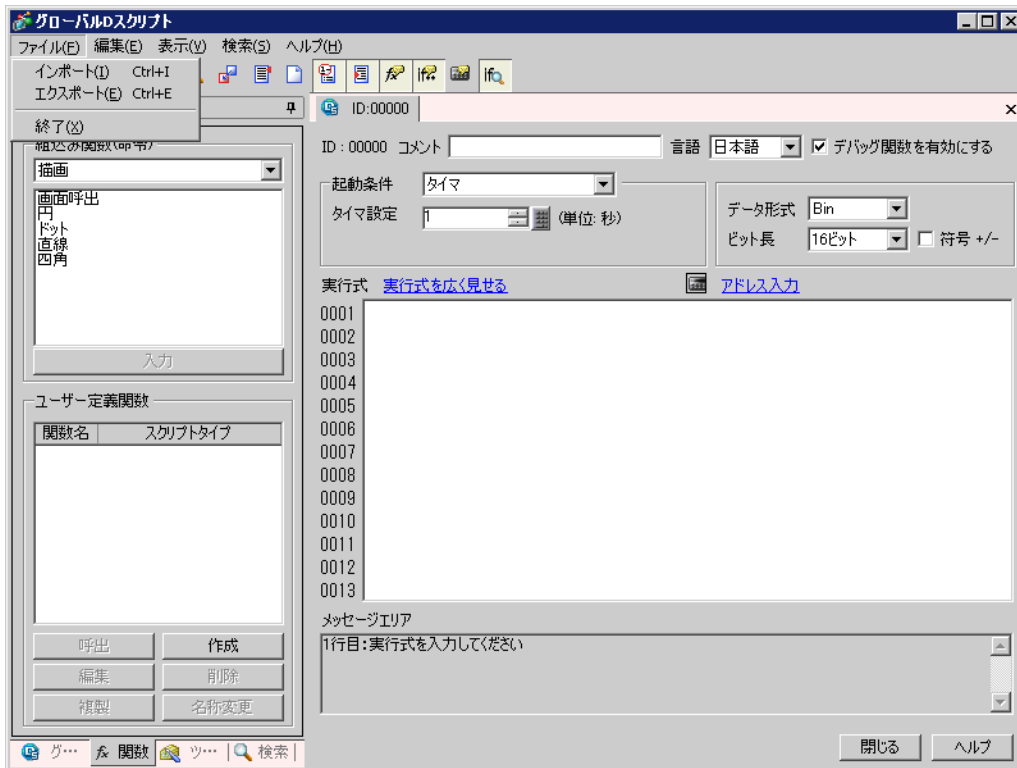 グローバルDスクリプト
ファイル(F) 編集(E) 表示(V) 検索(S) ヘルプ(H)
インポート(I) Ctrl+I
エクスポート(E) Ctrl+E
終了(X)
組込み関数(命令)
描画
画面呼出
円
ドット
直線
四角
入力
ユーザー定義関数
関数名 スクリプトタイプ
呼出 作成
編集 削除
複製 名称変更
グ… 関数 ツ… 検索
ID:00000
ID : 00000 コメント 言語 日本語 デバッグ関数を有効にする
起動条件 タイマ
タイマ設定 1 (単位: 秒)
データ形式 Bin
ビット長 16ビット 符号 +/-
実行式 実行式を広く見せる アドレス入力
0001
0002
0003
0004
0005
0006
0007
0008
0009
0010
0011
0012
0013
メッセージエリア
1行目:実行式を入力してください
閉じる ヘルプ